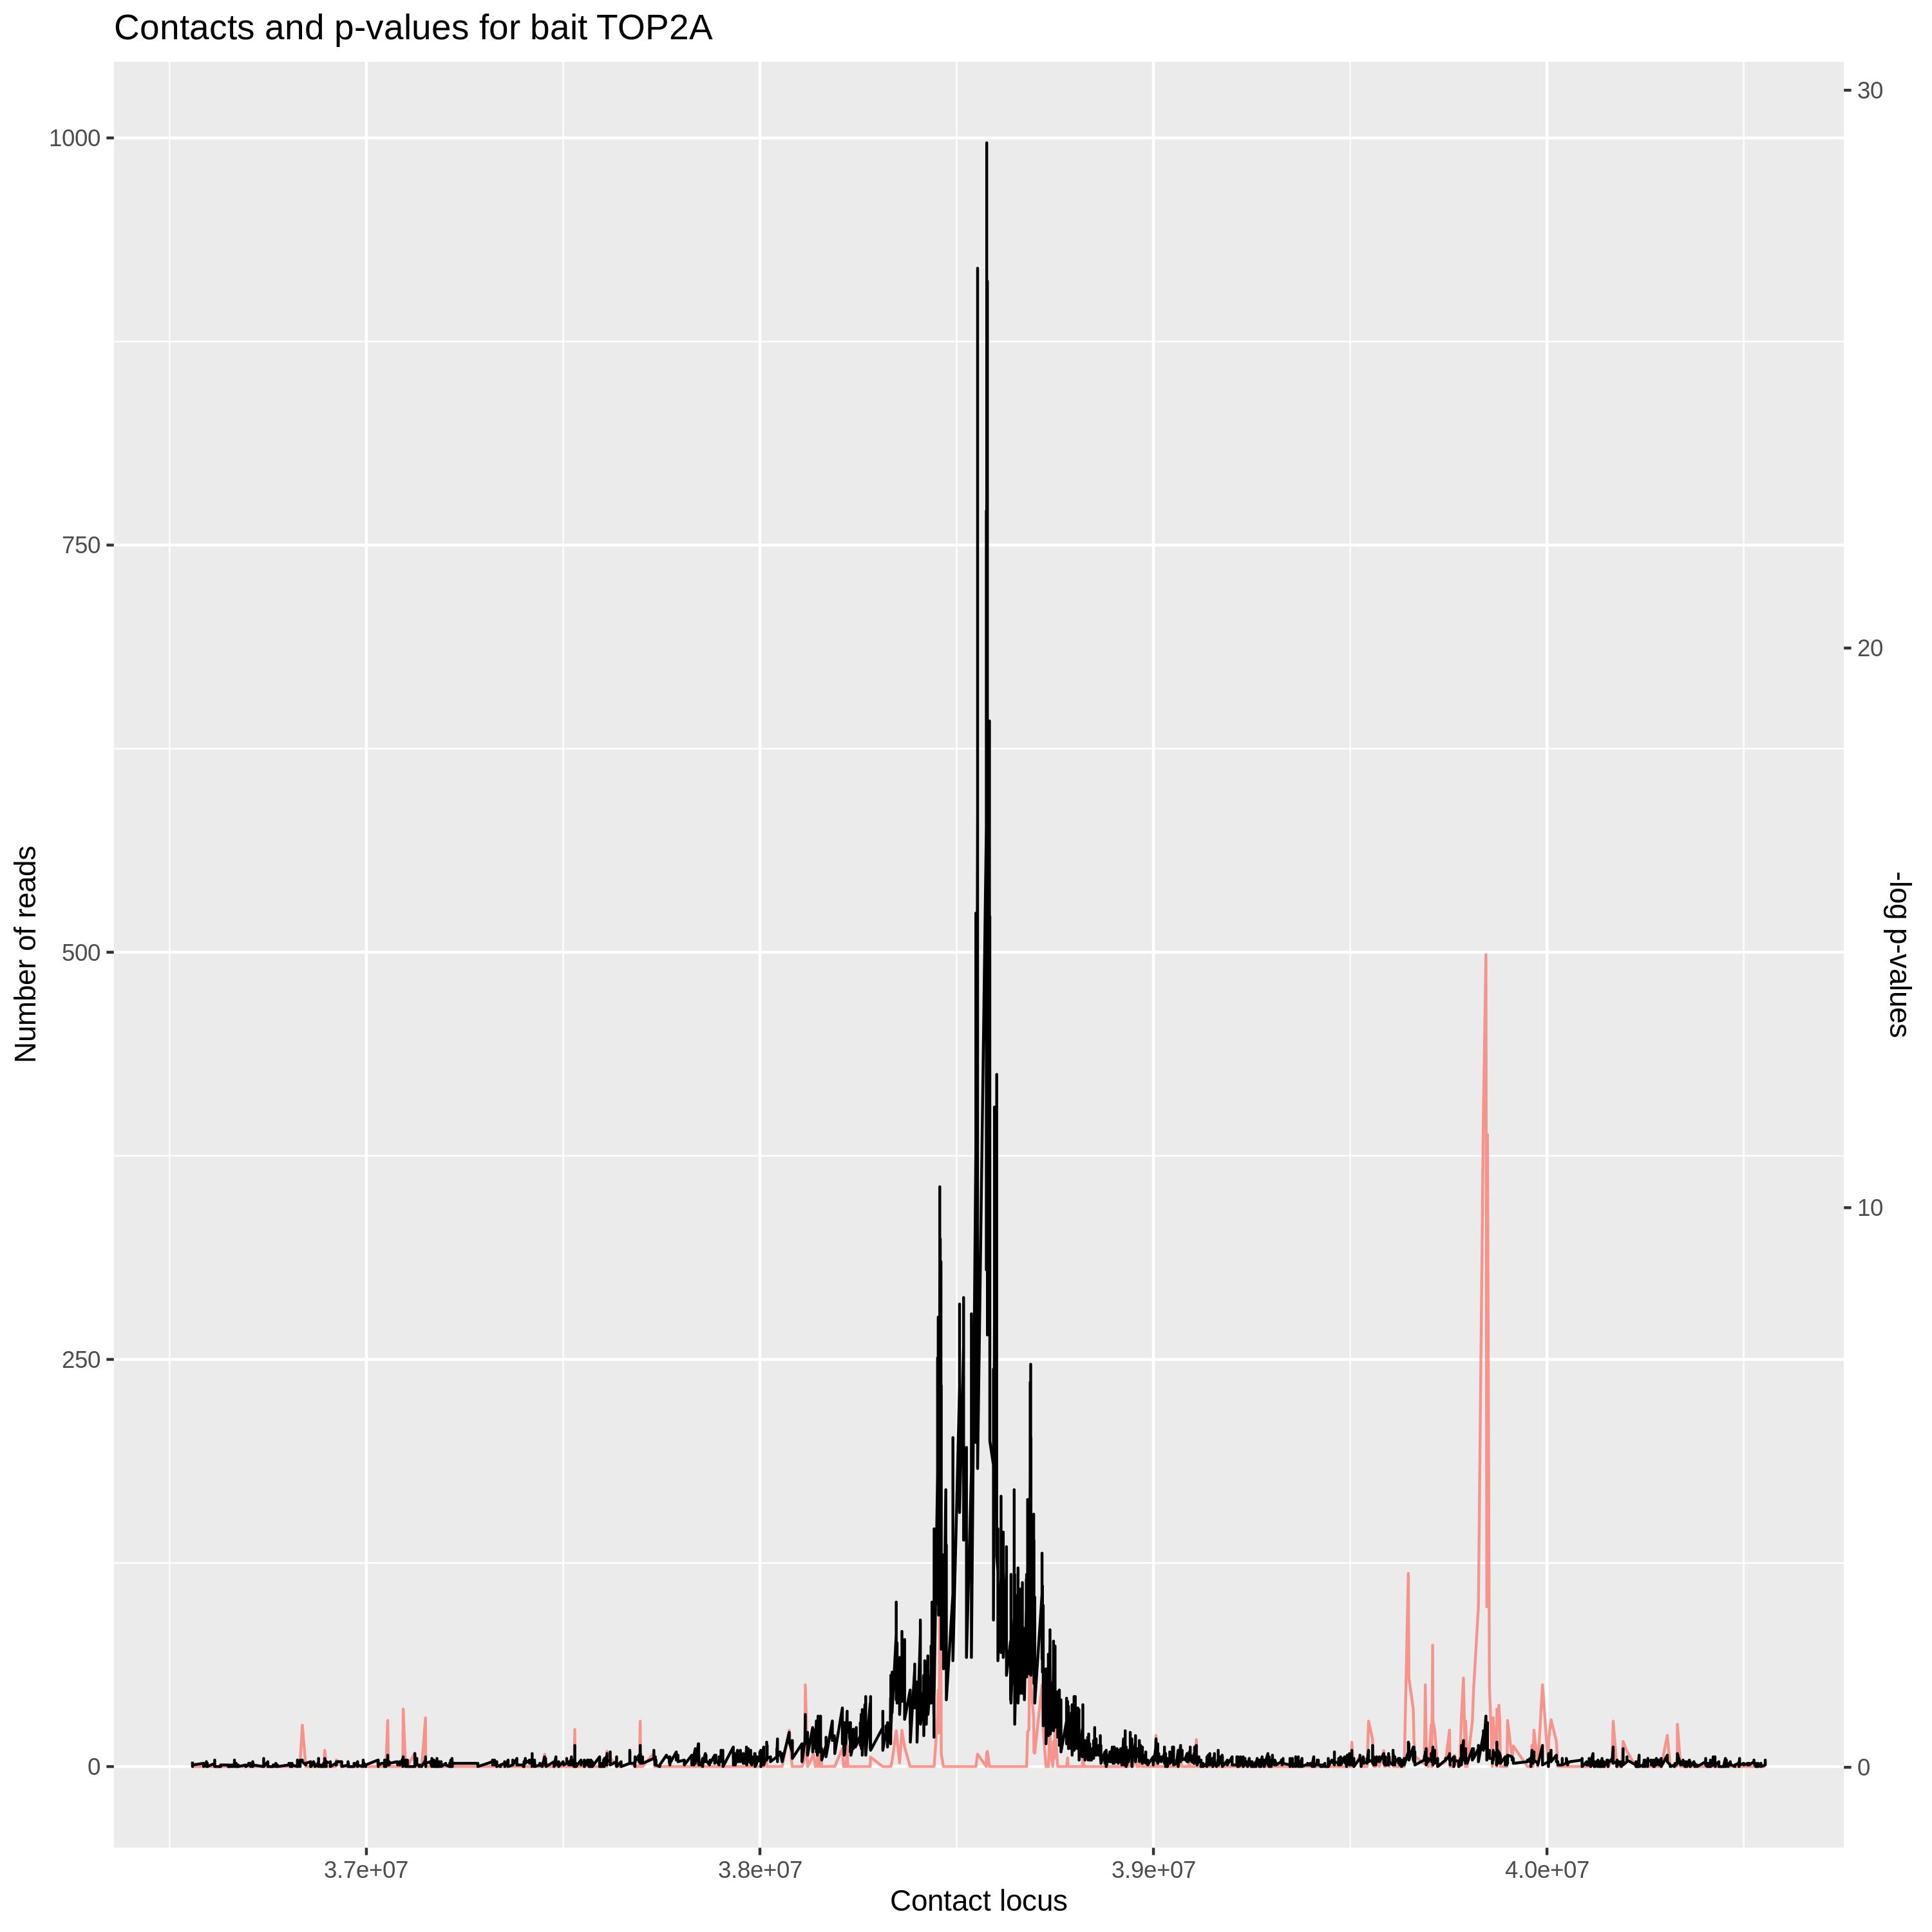 Contacts and p-values for bait TOP2A
1000
750
500
250
0
Number of reads
30
20
10
0
-log p-values
3.7e+07
3.8e+07
3.9e+07
4.0e+07
Contact locus